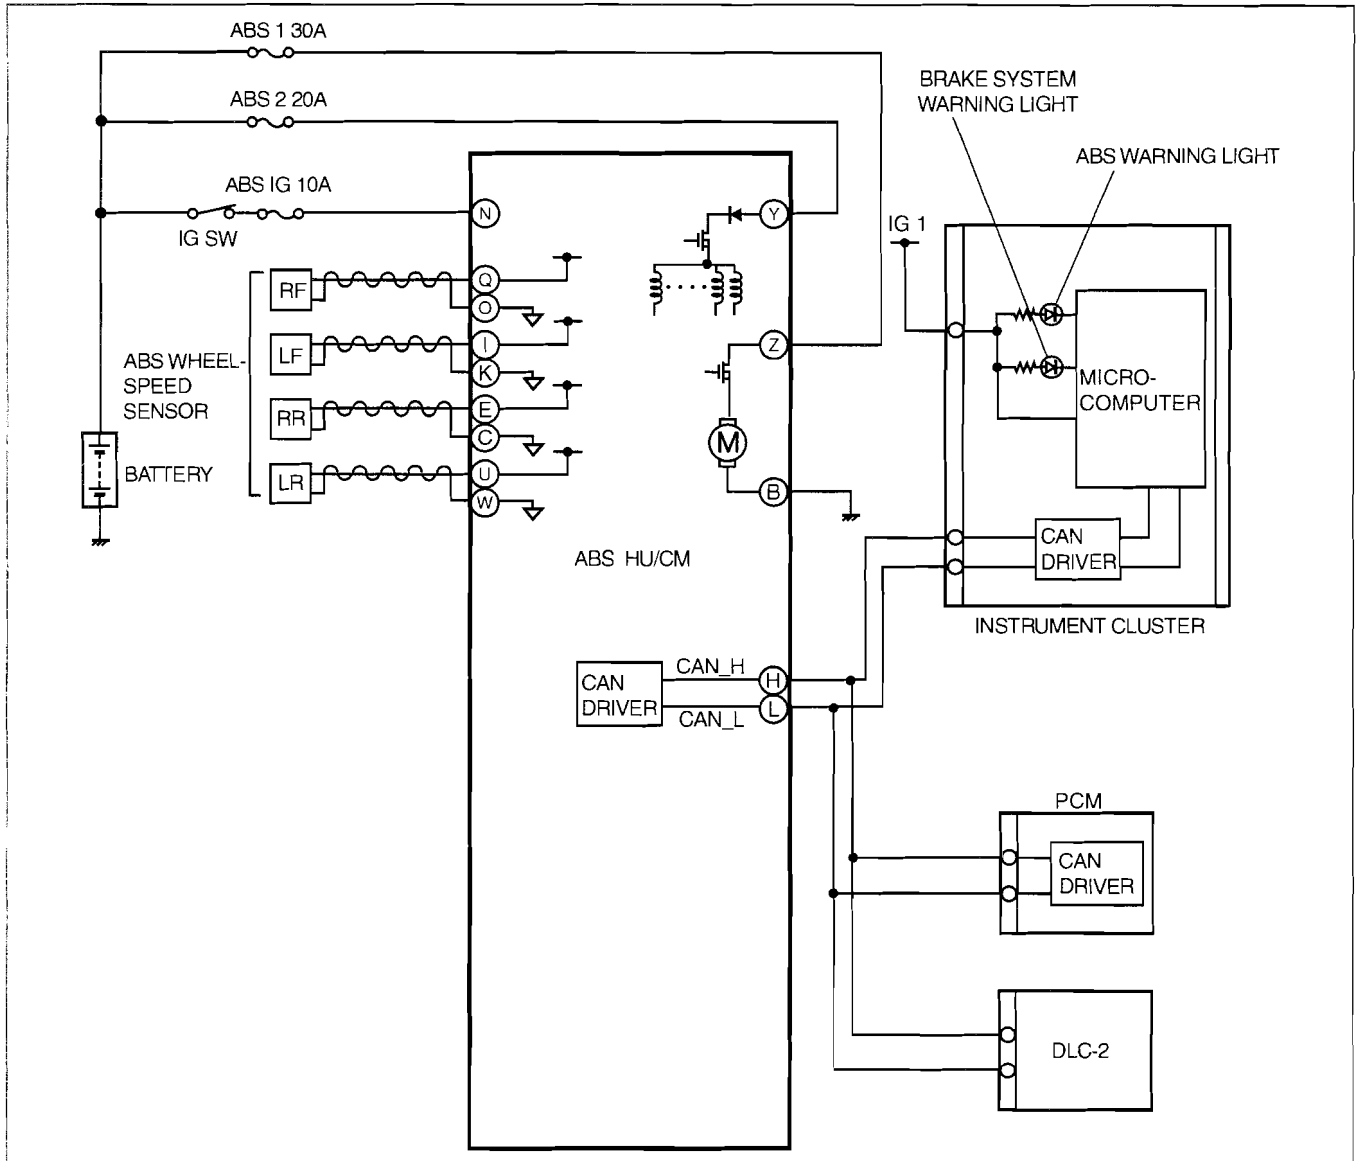 ABS 1 30A
ABS 2 20A
ABS IG 10A
IG SW
N
Y
Q
O
I
K
E
C
U
W
Z
M
B
RF
LF
RR
LR
ABS WHEEL-
SPEED
SENSOR
BATTERY
ABS HU/CM
CAN
DRIVER
CAN_H
CAN_L
H
L
BRAKE SYSTEM
WARNING LIGHT
ABS WARNING LIGHT
IG 1
MICRO-
COMPUTER
CAN
DRIVER
INSTRUMENT CLUSTER
PCM
CAN
DRIVER
DLC-2